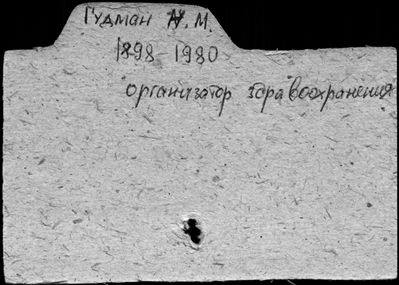 Гудман Н. М.
1898-1980
организатор здравоохранения